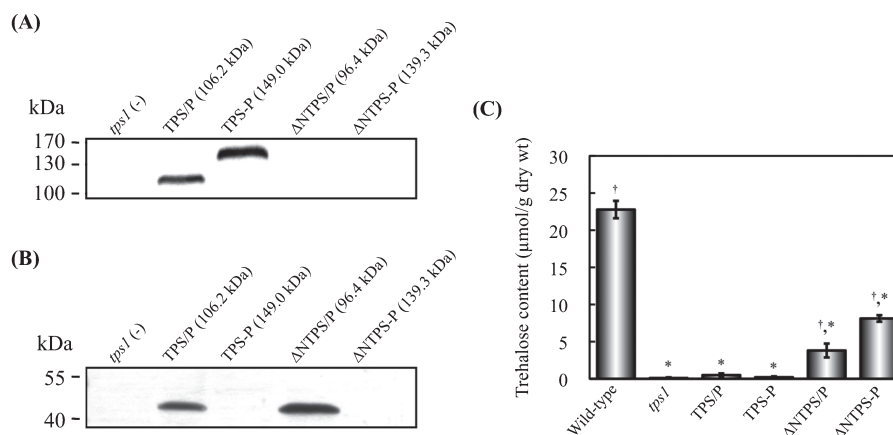 (A)
kDa
tps1 (-)
TPS/P (106.2 kDa)
TPS-P (149.0 kDa)
ΔNTPS/P (96.4 kDa)
ΔNTPS-P (139.3 kDa)
170
130
100
(B)
kDa
tps1 (-)
TPS/P (106.2 kDa)
TPS-P (149.0 kDa)
ΔNTPS/P (96.4 kDa)
ΔNTPS-P (139.3 kDa)
55
40
(C)
Trehalose content (µmol/g dry wt)
30
25
20
15
10
5
0
†
*
*
*
†,*
†,*
Wild-type
tps1
TPS/P
TPS-P
ΔNTPS/P
ΔNTPS-P